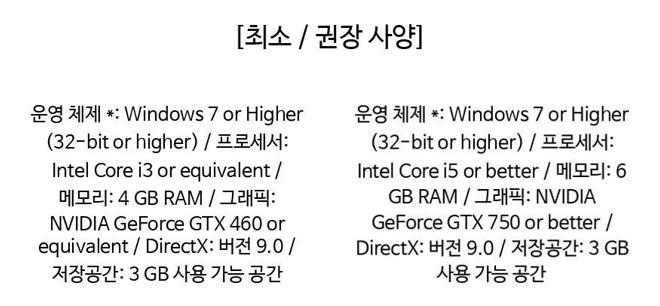 [최소 / 권장 사양]
운영 체제 *: Windows 7 or Higher
(32-bit or higher) / 프로세서:
Intel Core i3 or equivalent /
메모리: 4 GB RAM / 그래픽:
NVIDIA GeForce GTX 460 or
equivalent / DirectX: 버전 9.0 /
저장공간: 3 GB 사용 가능 공간
운영 체제 *: Windows 7 or Higher
(32-bit or higher) / 프로세서:
Intel Core i5 or better / 메모리: 6
GB RAM / 그래픽: NVIDIA
GeForce GTX 750 or better /
DirectX: 버전 9.0 / 저장공간: 3 GB
사용 가능 공간